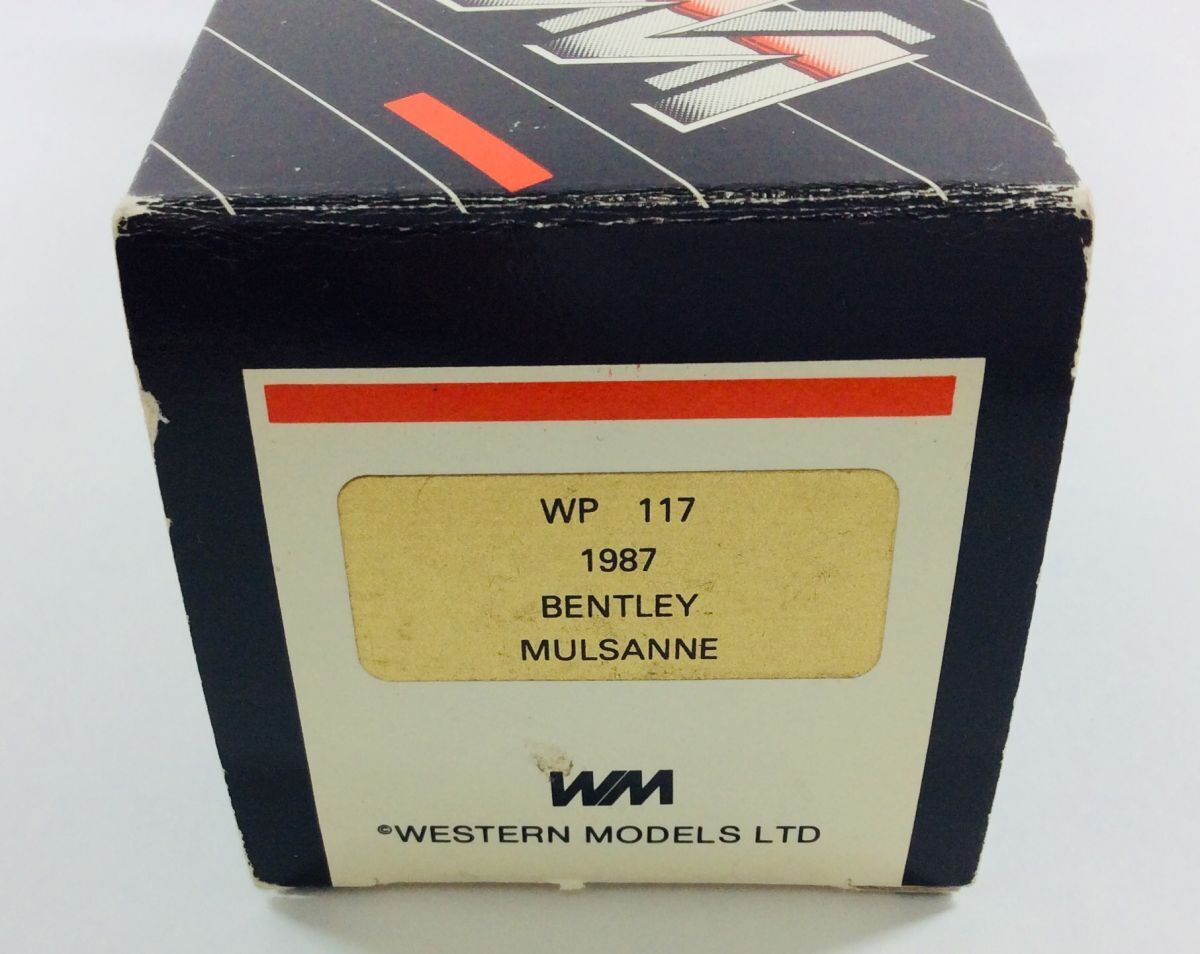 WP 117
1987
BENTLEY
MULSANNE
WM
©WESTERN MODELS LTD